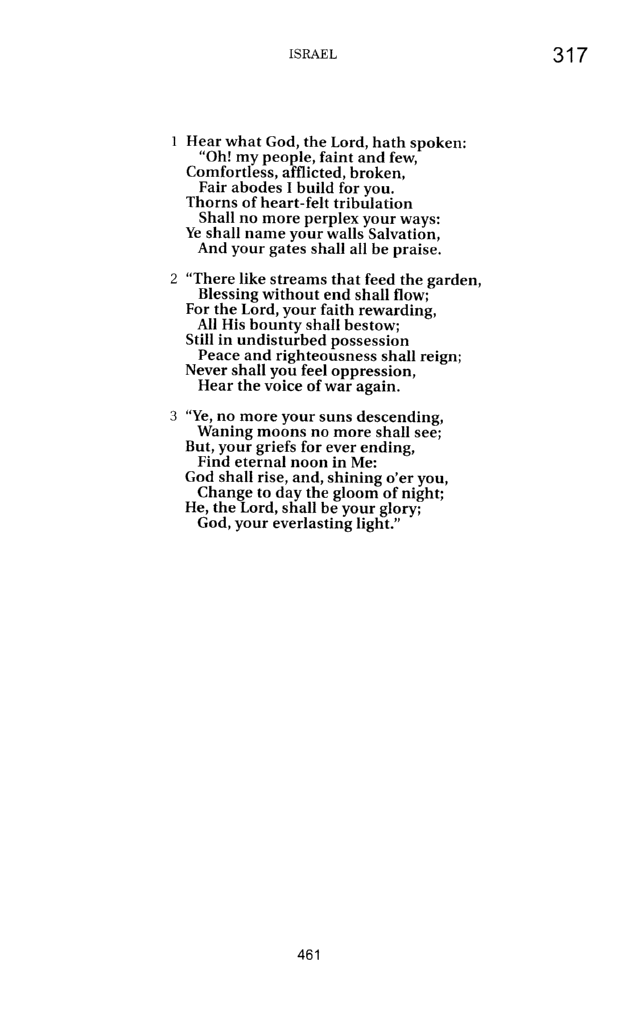 ISRAEL 317
1 Hear what God, the Lord, hath spoken:
“Oh! my people, faint and few,
Comfortless, afflicted, broken,
Fair abodes I build for you.
Thorns of heart-felt tribulation
Shall no more perplex your ways:
Ye shall name your walls Salvation,
And your gates shall all be praise.
2 “There like streams that feed the garden,
Blessing without end shall flow;
For the Lord, your faith rewarding,
All His bounty shall bestow;
Still in undisturbed possession
Peace and righteousness shall reign;
Never shall you feel oppression,
Hear the voice of war again.
3 “Ye, no more your suns descending,
Waning moons no more shall see;
But, your griefs for ever ending,
Find eternal noon in Me:
God shall rise, and, shining o’er you,
Change to day the gloom of night;
He, the Lord, shall be your glory;
God, your everlasting light.”
461